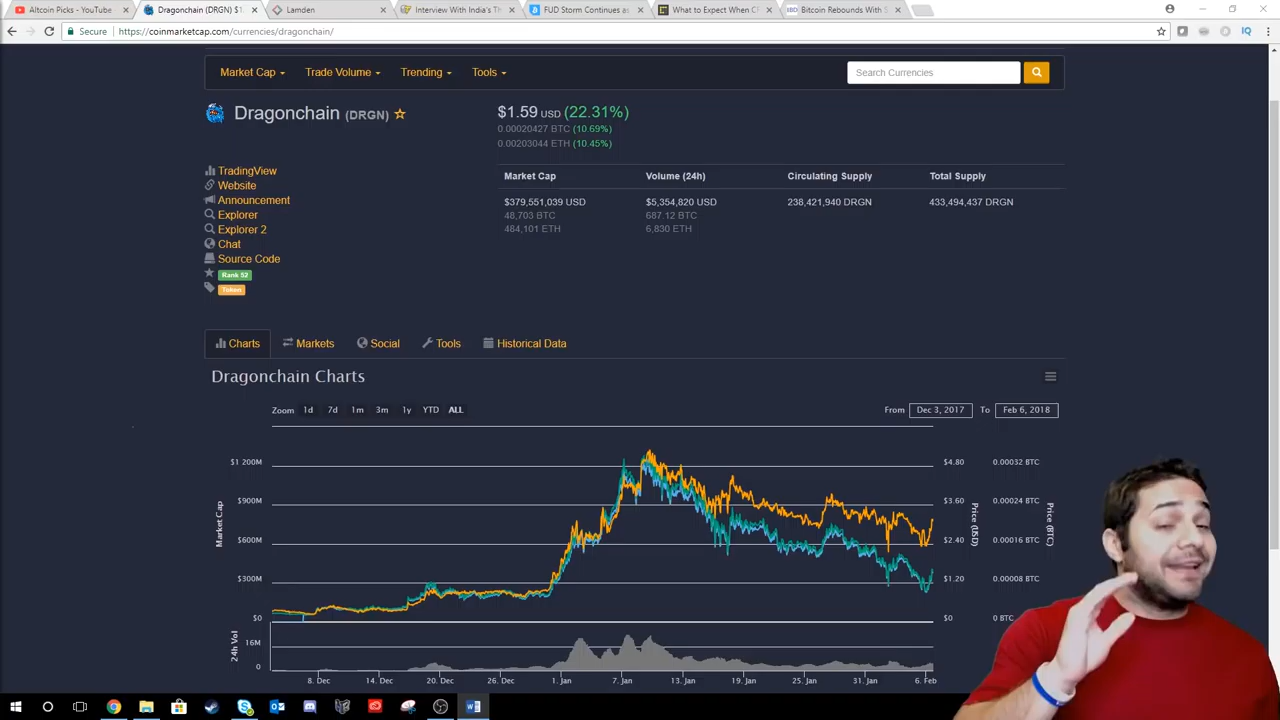 Altcoin Picks - YouTube
Dragonchain (DRGN) $1.
Lamden
Interview With India's Th
FUD Storm Continues as
What to Expect When CF
Bitcoin Rebounds With S
Secure
https://coinmarketcap.com/currencies/dragonchain/
Market Cap
Trade Volume
Trending
Tools
Search Currencies
Dragonchain (DRGN)
$1.59 USD (22.31%)
0.00020427 BTC (10.69%)
0.00203044 ETH (10.45%)
TradingView
Website
Announcement
Explorer
Explorer 2
Chat
Source Code
Rank 52
Token
Market Cap
Volume (24h)
Circulating Supply
Total Supply
$379,551,039 USD
$5,354,820 USD
238,421,940 DRGN
433,494,437 DRGN
48,703 BTC
687.12 BTC
484,101 ETH
6,830 ETH
Charts
Markets
Social
Tools
Historical Data
Dragonchain Charts
Zoom 1d 7d 1m 3m 1y YTD ALL
From Dec 3, 2017 To Feb 6, 2018
Market Cap
$1 200M
$900M
$600M
$300M
$0
$4.80
$3.60
$2.40
$1.20
$0
Price (USD)
0.00032 BTC
0.00024 BTC
0.00016 BTC
0.00008 BTC
0 BTC
Price (BTC)
24h Vol
16M
0
8. Dec 14. Dec 20. Dec 26. Dec 1. Jan 7. Jan 13. Jan 19. Jan 25. Jan 31. Jan 6. Feb